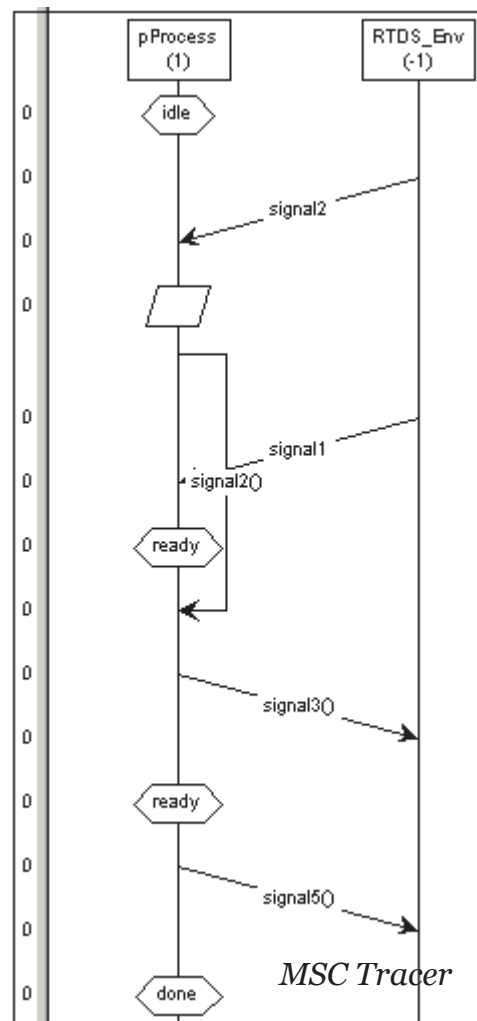 pProcess
(1)
RTDS_Env
(-1)
0
idle
0
signal2
0
0
0
signal1
0
signal2()
0
ready
0
0
signal3()
0
0
ready
0
signal5()
0
MSC Tracer
0
done